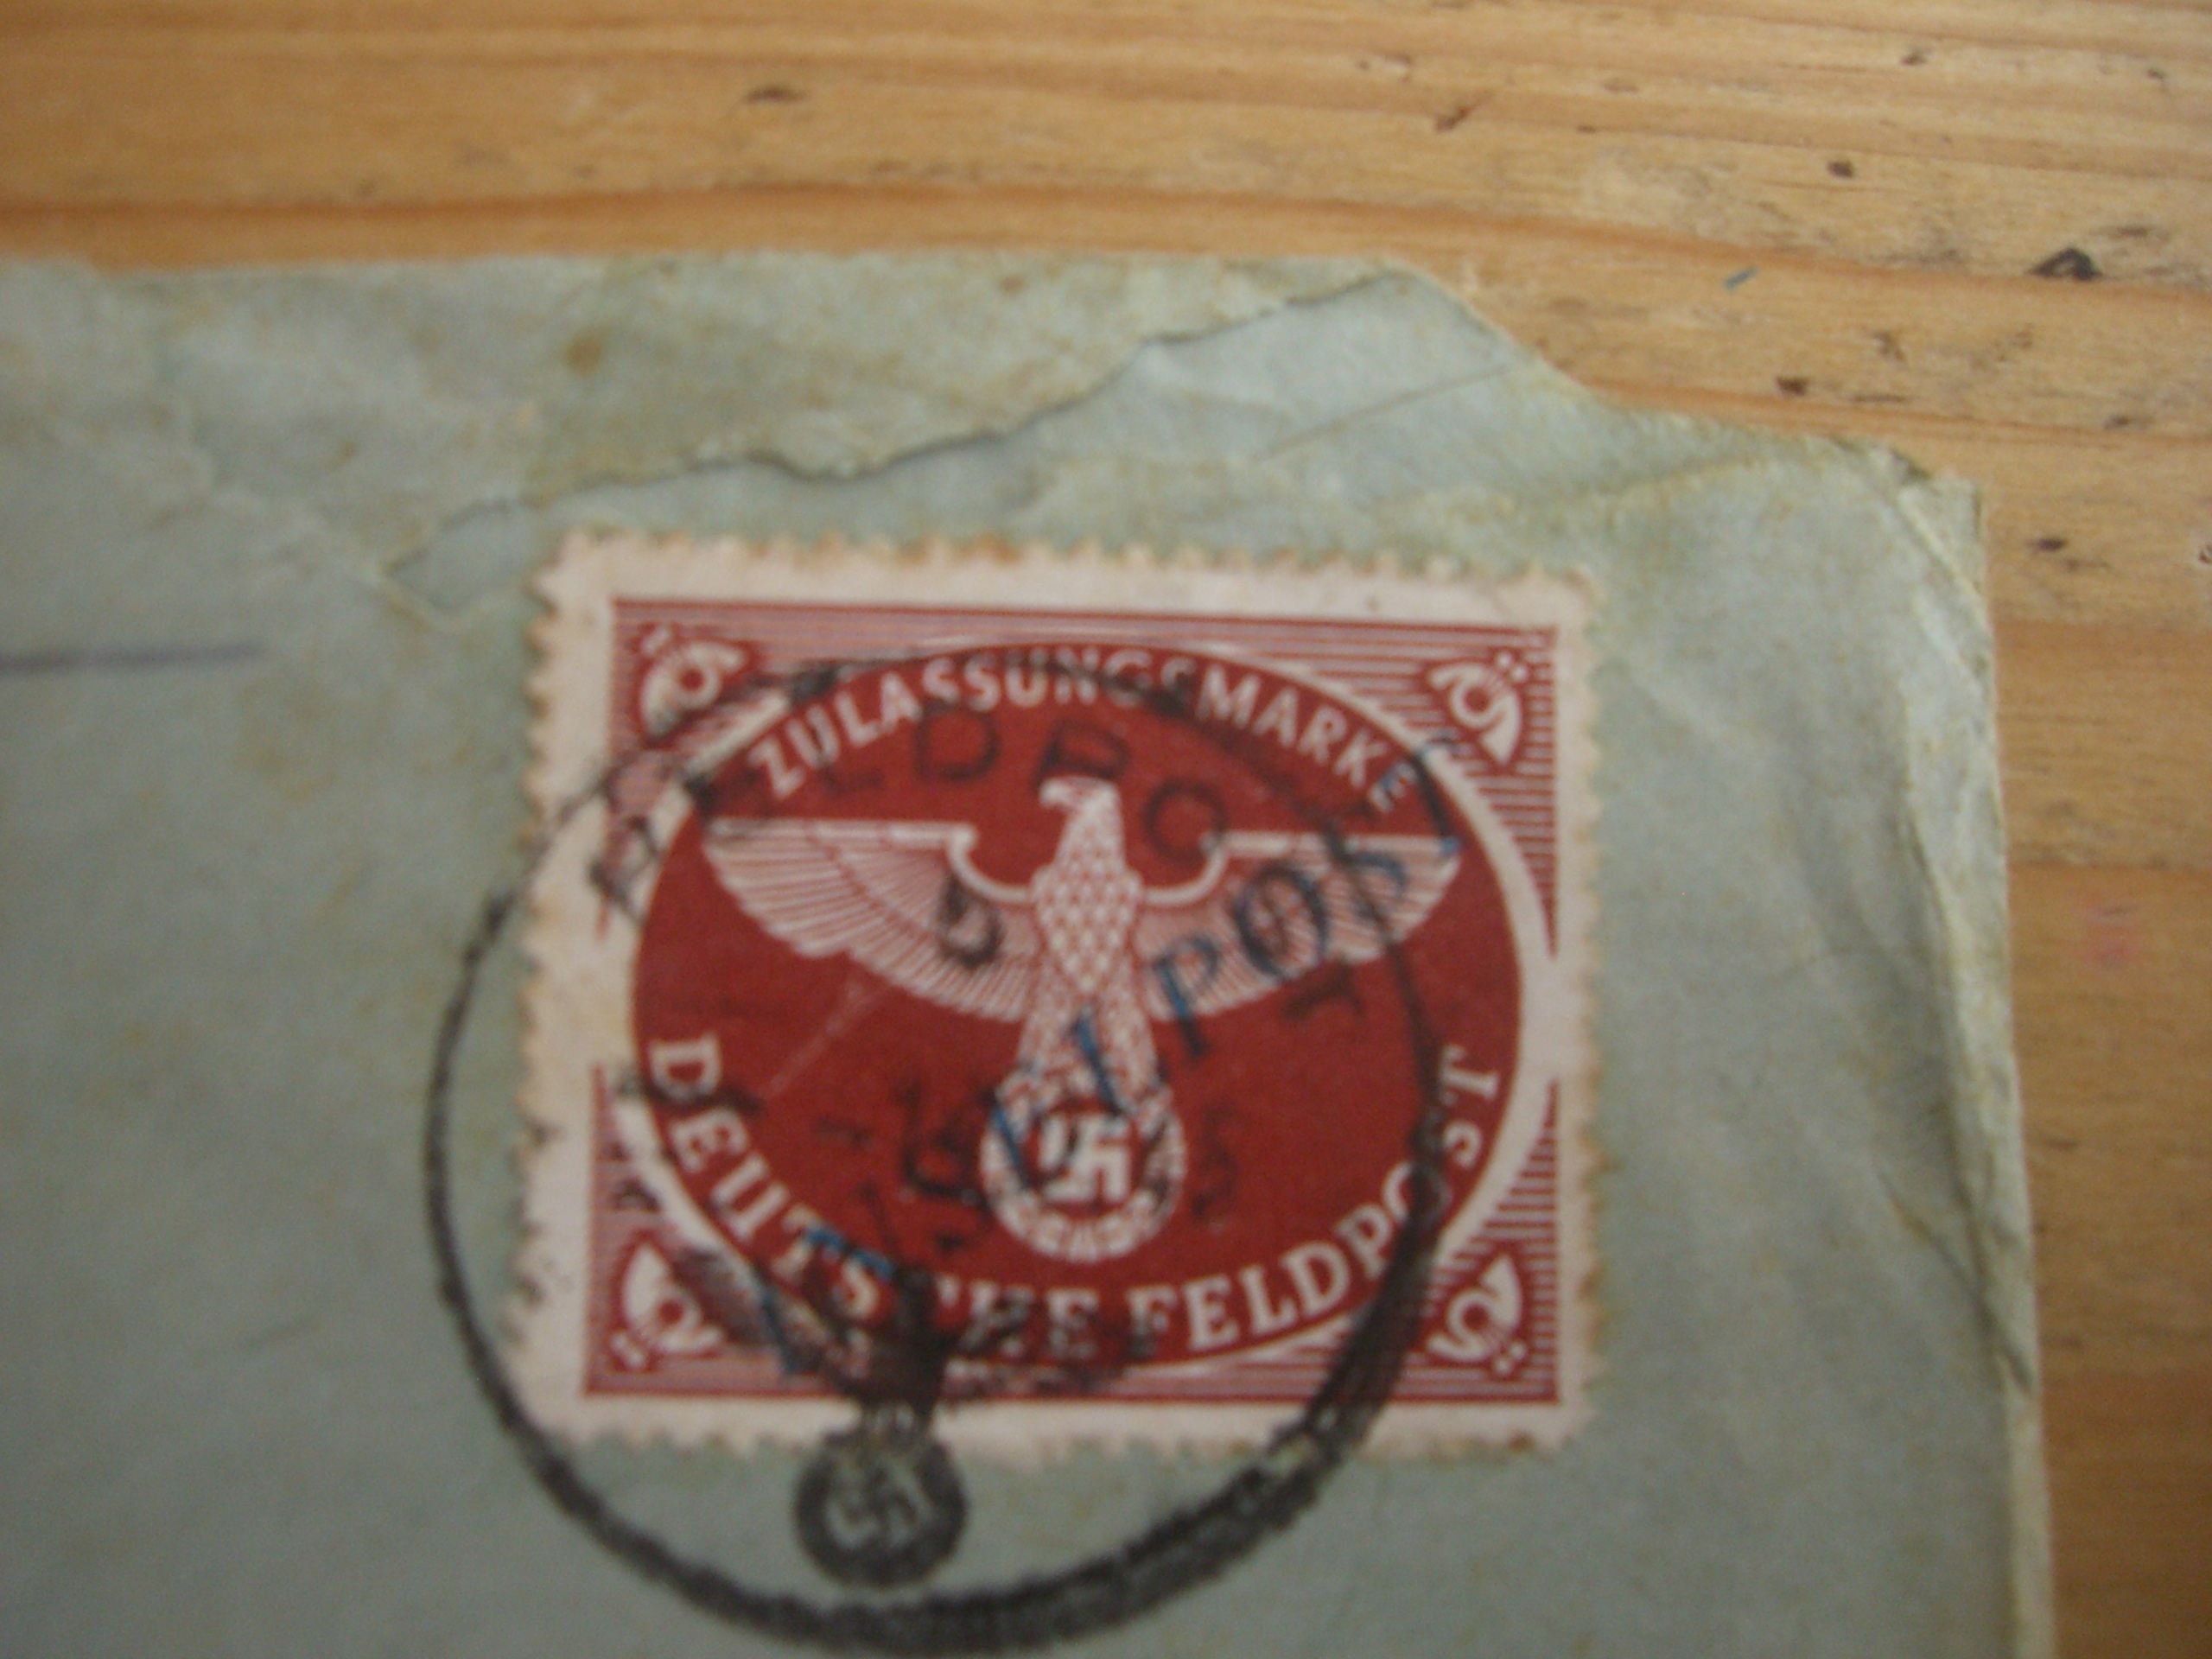 ZULASSUNGSMARKE
FELDPOST
b
DEUTSCHE FELDPOST